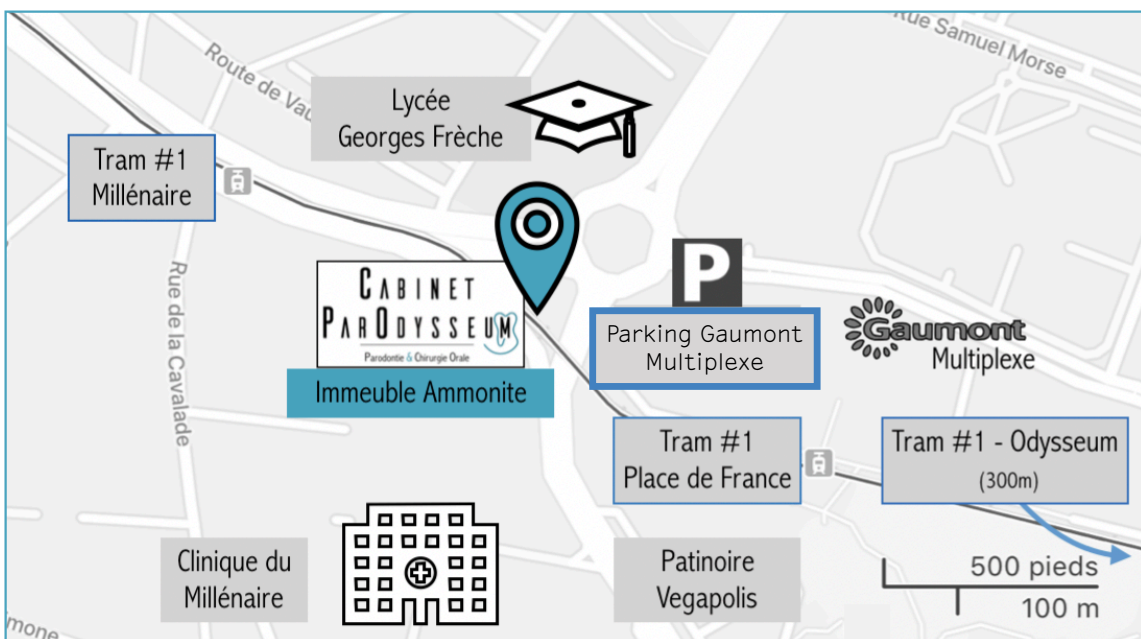 Rue Samuel Morse
Route de Vau
Lycée
Georges Frèche
Tram #1
Millénaire
P
CABINET
PARODYSSEUM
Parodontie & Chirurgie Orale
Immeuble Ammonite
Rue de la Cavalade
Parking Gaumont
Multiplexe
Gaumont
Multiplexe
Tram #1
Place de France
Tram #1 - Odysseum
(300m)
Clinique du
Millénaire
Patinoire
Vegapolis
500 pieds
100 m
imone